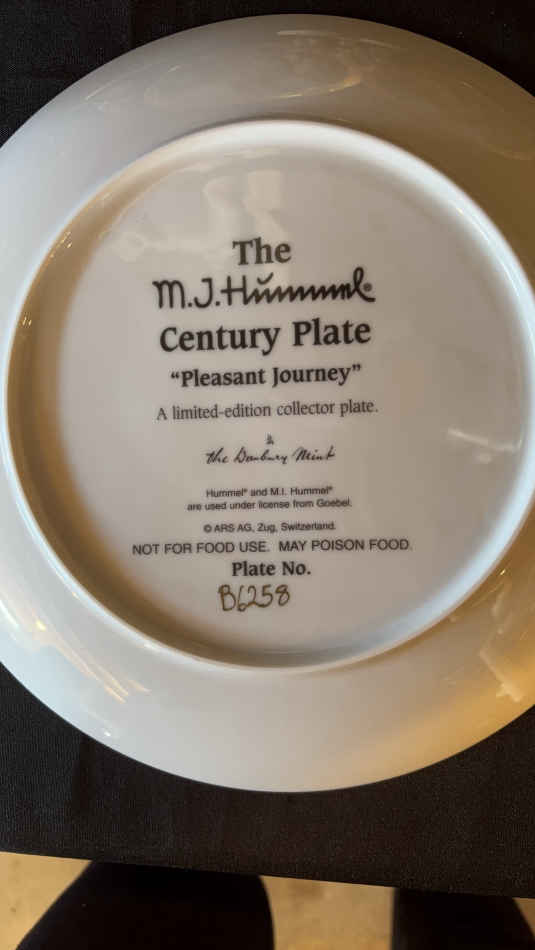 The
M.J.Hummel®
Century Plate
“Pleasant Journey”
A limited-edition collector plate.
the Danbury Mint
Hummel® and M.I. Hummel®
are used under license from Goebel.
© ARS AG, Zug, Switzerland.
NOT FOR FOOD USE. MAY POISON FOOD.
Plate No.
B6258